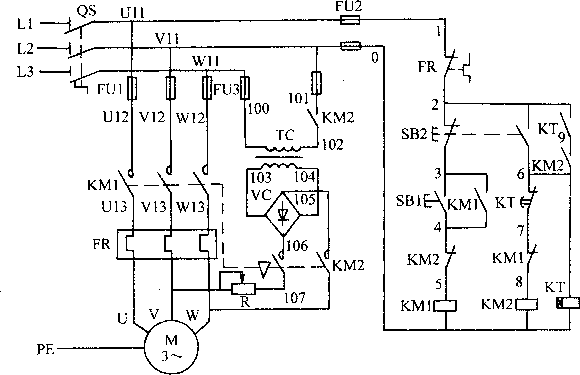 L1
QS
U11
FU2
1
L2
V11
0
L3
W11
FR
FU1
FU3
100
101
2
U12
V12
W12
KM2
SB2
KT
9
TC
102
KM2
103
104
3
6
KM1
VC
105
SB1
KM1
KT
U13
V13
W13
4
7
FR
106
KM2
KM2
KM1
R
107
5
8
U
V
W
KM1
KM2
KT
PE
M
3~